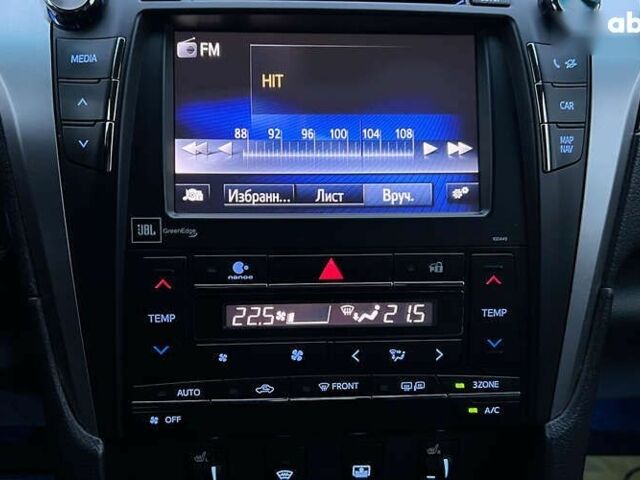 ab
MEDIA
FM
HIT
88 92 96 100 104 108
Избранн... Лист Вруч.
CAR
MAP
NAV
JBL GreenEdge
nanoe
TEMP
22.5
21.5
TEMP
AUTO
FRONT
3ZONE
OFF
A/C
L
R